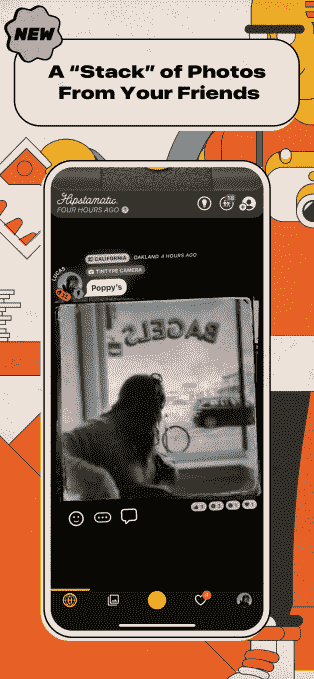 NEW
A “Stack” of Photos
From Your Friends
Hipstamatic
FOUR HOURS AGO
CALIFORNIA OAKLAND 4 HOURS AGO
TINTYPE CAMERA
LUCAS
Poppy's
BAGELS